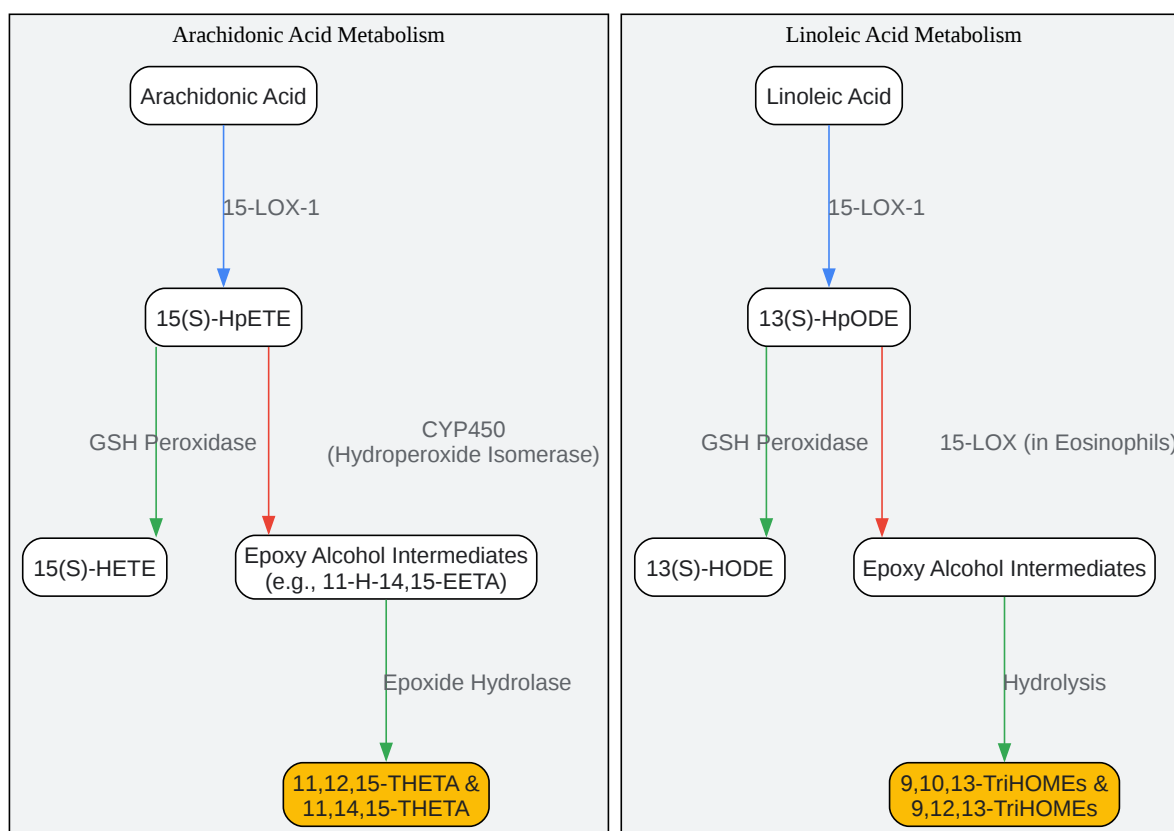 Arachidonic Acid Metabolism
Arachidonic Acid
15-LOX-1
15(S)-HpETE
GSH Peroxidase
CYP450
(Hydroperoxide Isomerase)
15(S)-HETE
Epoxy Alcohol Intermediates
(e.g., 11-H-14,15-EETA)
Epoxide Hydrolase
11,12,15-THETA &
11,14,15-THETA
Linoleic Acid Metabolism
Linoleic Acid
15-LOX-1
13(S)-HpODE
GSH Peroxidase
15-LOX (in Eosinophils)
13(S)-HODE
Epoxy Alcohol Intermediates
Hydrolysis
9,10,13-TriHOMEs &
9,12,13-TriHOMEs